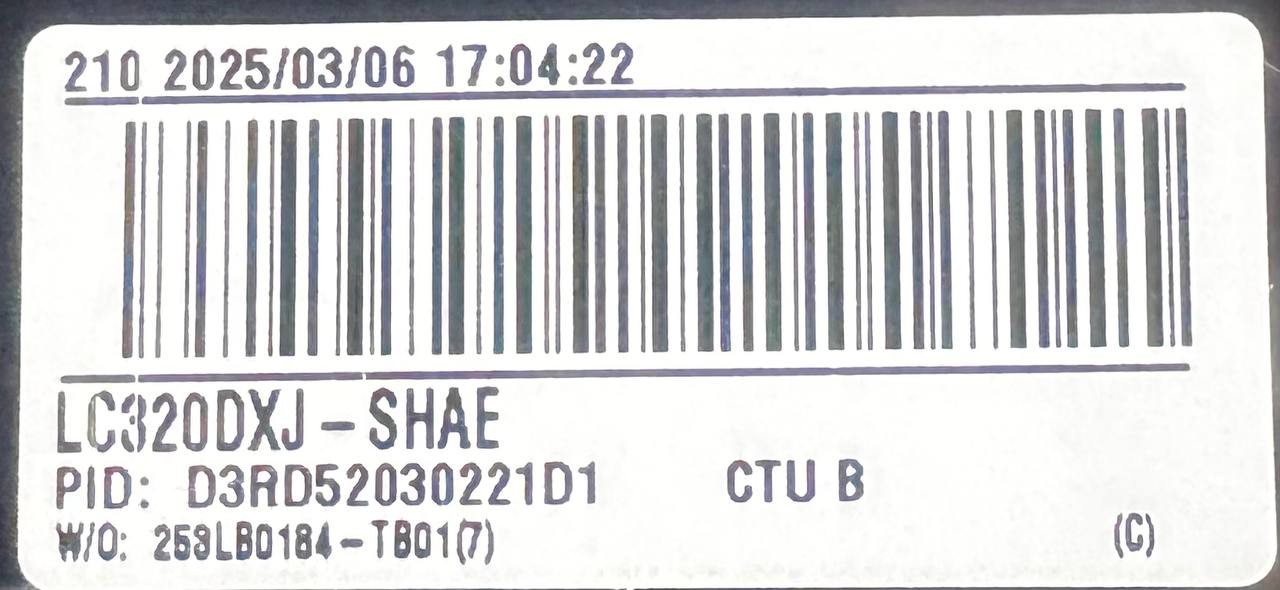 210 2025/03/06 17:04:22
LC320DXJ-SHAE
PID: D3RD52030221D1 CTU B
W/O: 253LB0184-TB01(7)
(C)